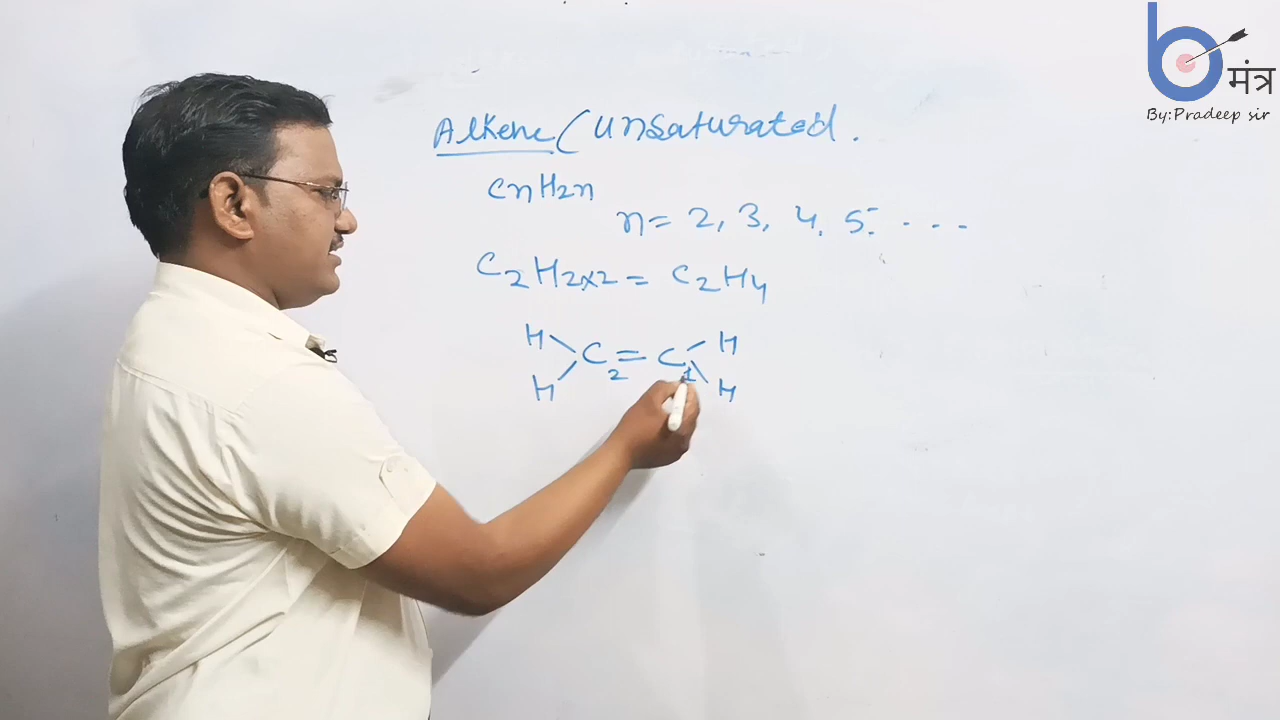 b
मंत्र
By:Pradeep sir
Alkene (Unsaturated.
CnH2n
n = 2, 3, 4, 5: . . .
C2H2x2 = C2H4
H H
C = C
2 1
H H